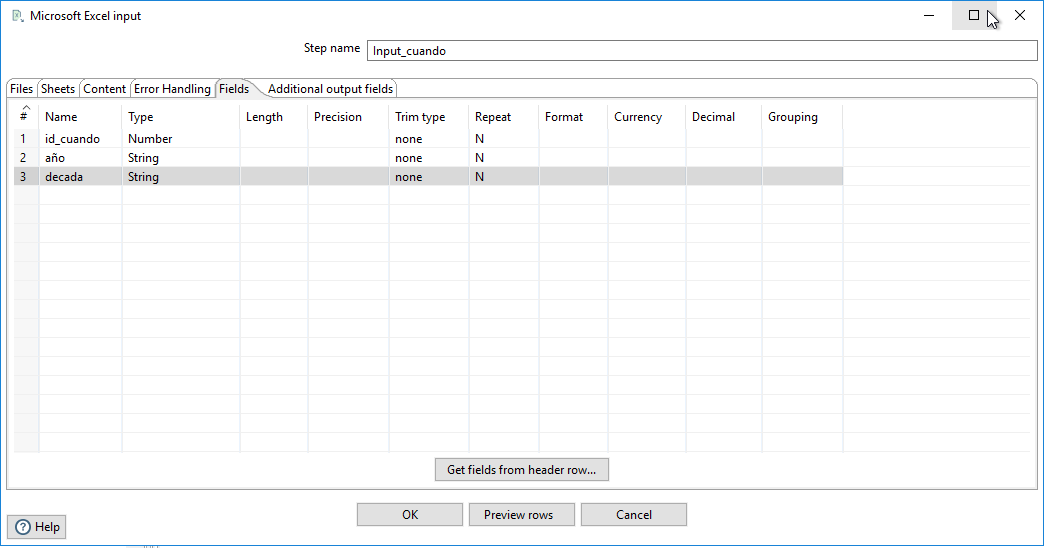 Microsoft Excel input
Step name Input_cuando
Files Sheets Content Error Handling Fields Additional output fields
# Name Type Length Precision Trim type Repeat Format Currency Decimal Grouping
1 id_cuando Number none N
2 año String none N
3 decada String none N
Get fields from header row...
OK Preview rows Cancel
Help